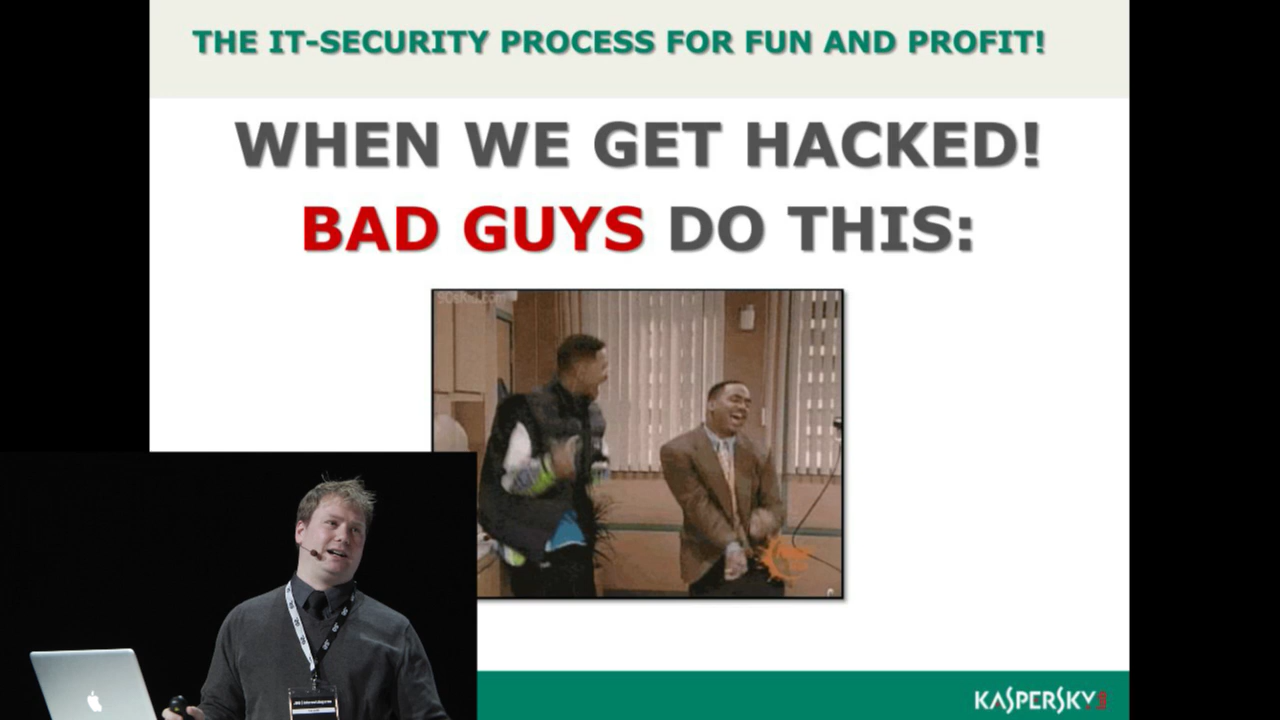 THE IT-SECURITY PROCESS FOR FUN AND PROFIT!
WHEN WE GET HACKED!
BAD GUYS DO THIS:
KASPERSKY